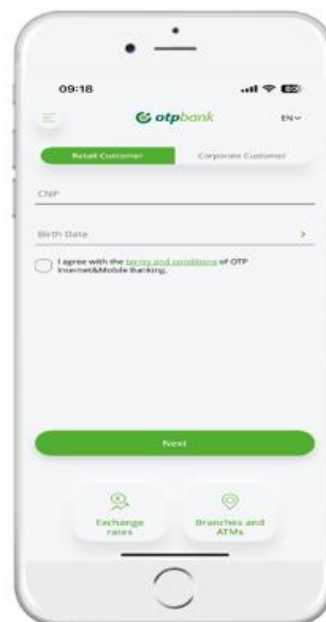 09:18
otpbank
EN
Retail Customer
Corporate Customer
CNP
Birth Date
I agree with the terms and conditions of OTP
Internet&Mobile Banking.
Next
Exchange
rates
Branches and
ATMs